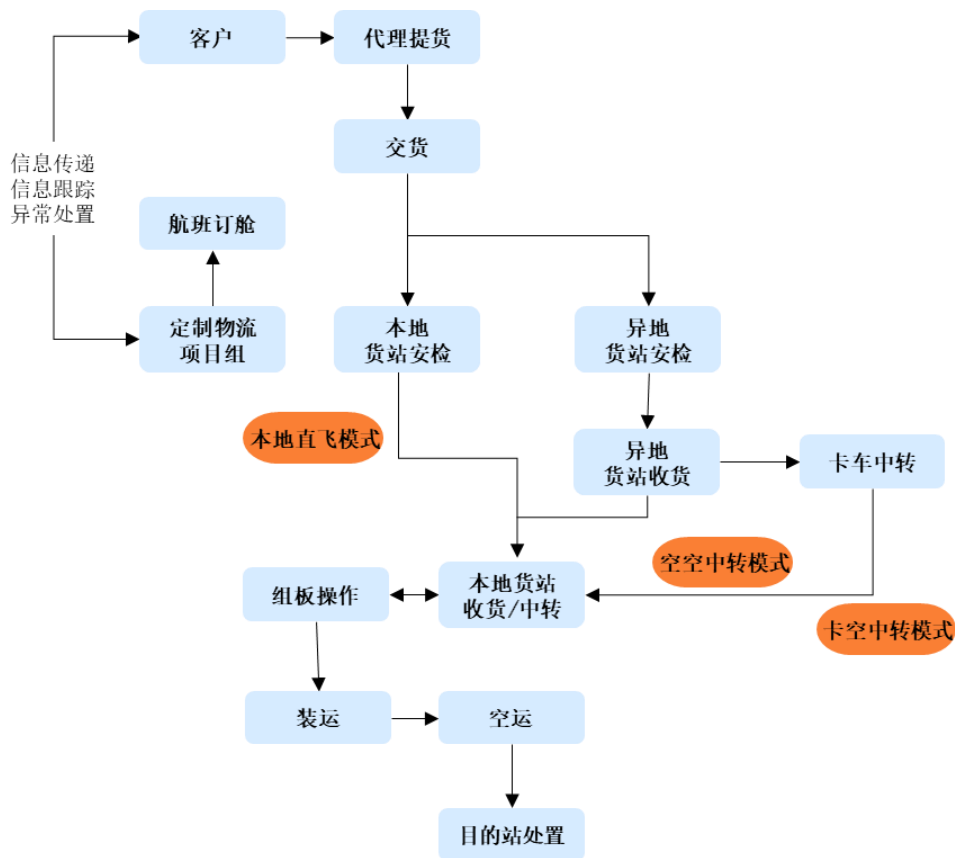 客户
代理提货
交货
信息传递
信息跟踪
异常处置
航班订舱
定制物流
项目组
本地
货站安检
异地
货站安检
本地直飞模式
异地
货站收货
卡车中转
空空中转模式
组板操作
本地货站
收货/中转
卡空中转模式
装运
空运
目的站处置